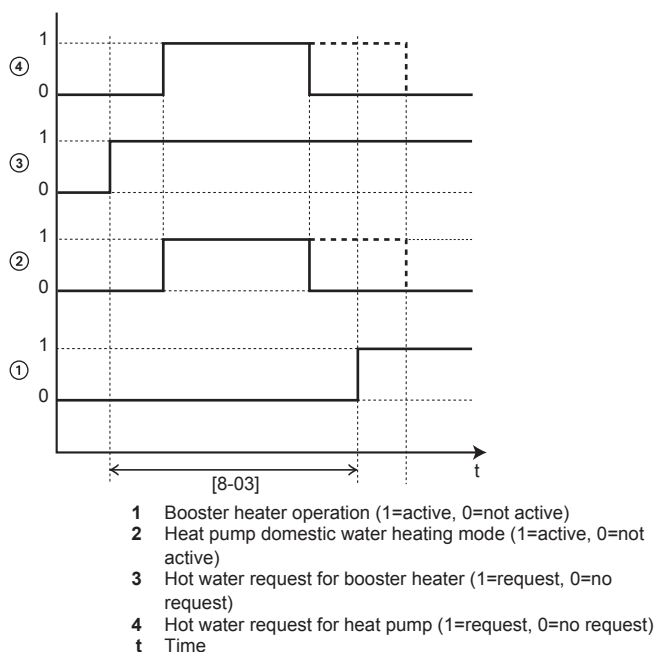 1
④
0
1
③
0
1
②
0
1
①
0
[8-03]
t
1 Booster heater operation (1=active, 0=not active)
2 Heat pump domestic water heating mode (1=active, 0=not
active)
3 Hot water request for booster heater (1=request, 0=no
request)
4 Hot water request for heat pump (1=request, 0=no request)
t Time